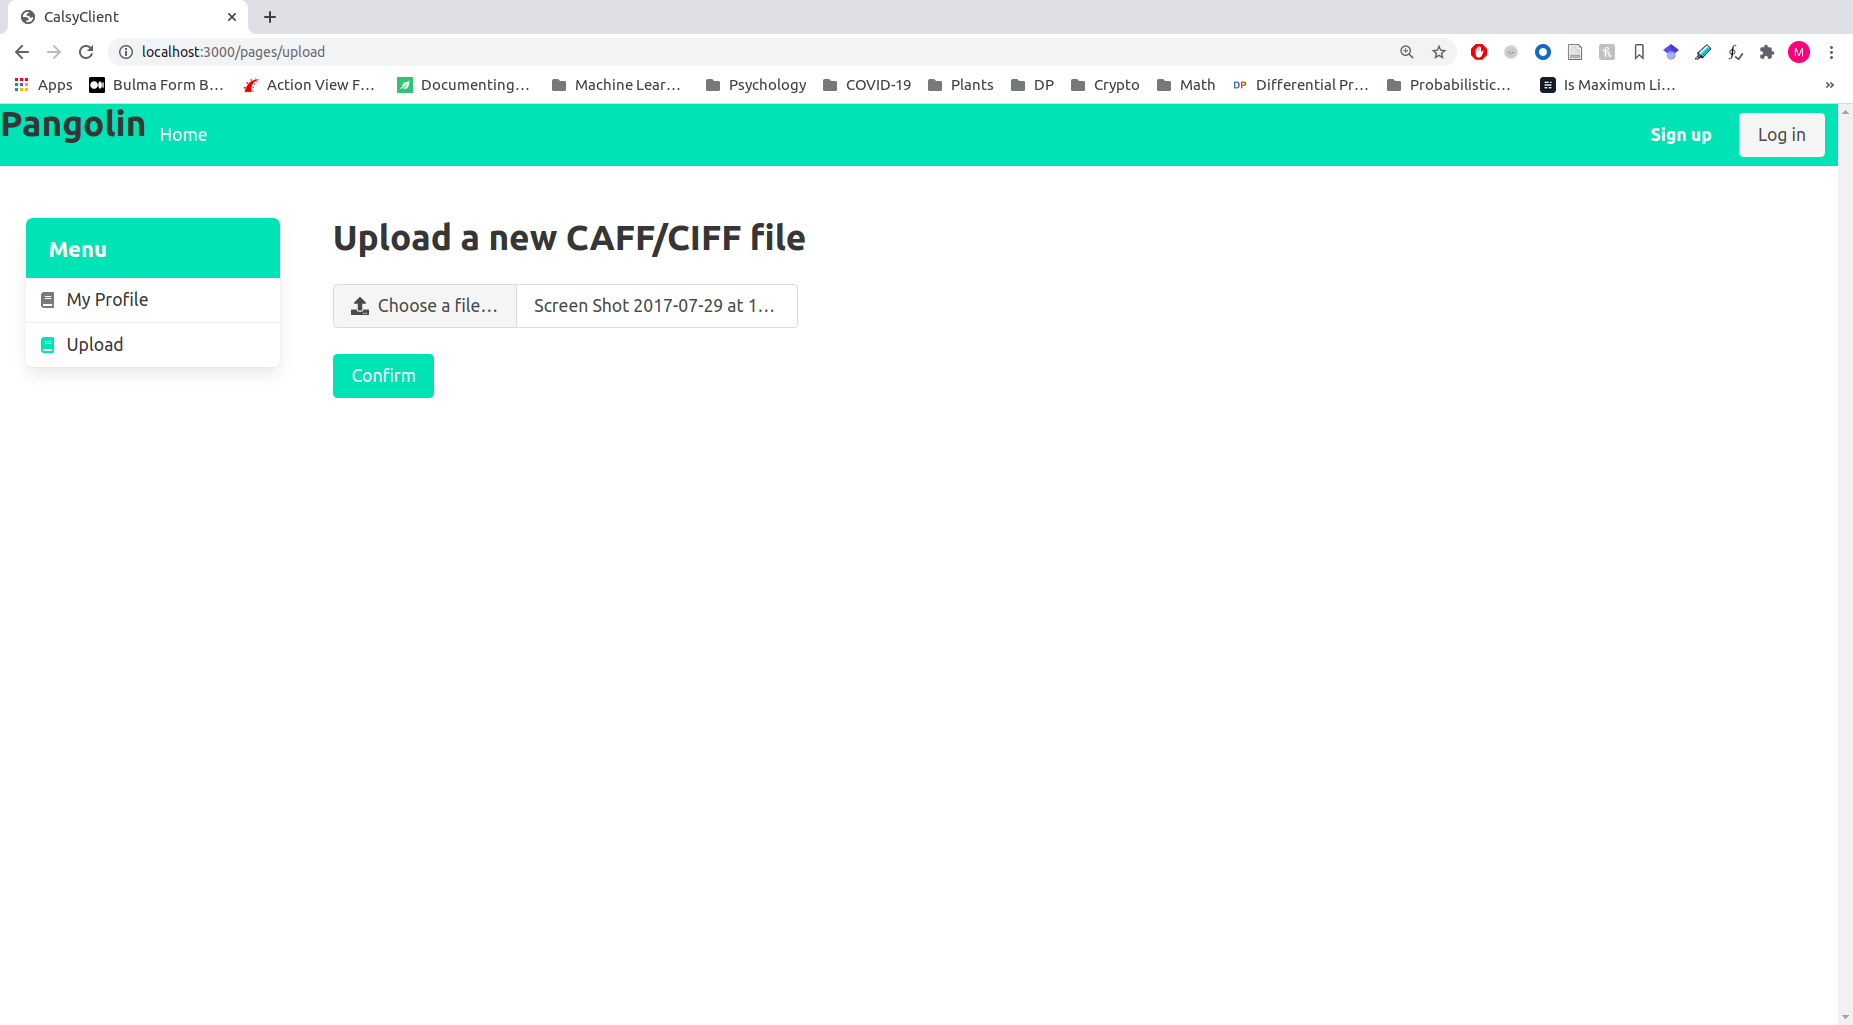 CalsyClient
localhost:3000/pages/upload
M
Apps Bulma Form B... Action View F... Documenting... Machine Lear... Psychology COVID-19 Plants DP Crypto Math DP Differential Pr... Probabilistic... Is Maximum Li... »
Pangolin Home Sign up Log in
Menu
My Profile
Upload
Upload a new CAFF/CIFF file
Choose a file… Screen Shot 2017-07-29 at 1...
Confirm